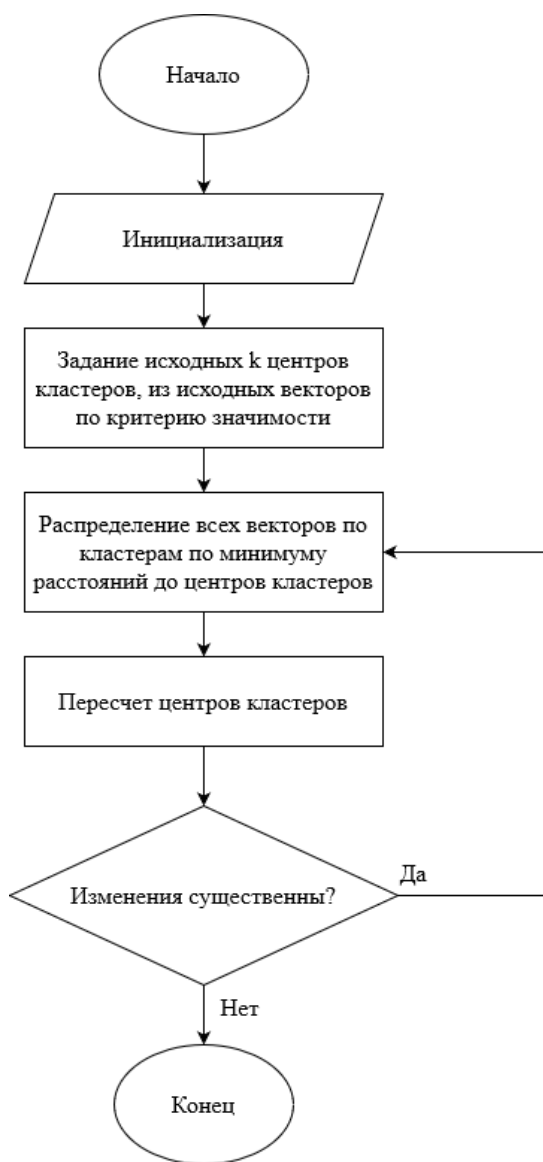 Начало
Инициализация
Задание исходных k центров
кластеров, из исходных векторов
по критерию значимости
Распределение всех векторов по
кластерам по минимуму
расстояний до центров кластеров
Пересчет центров кластеров
Изменения существенны?
Да
Нет
Конец